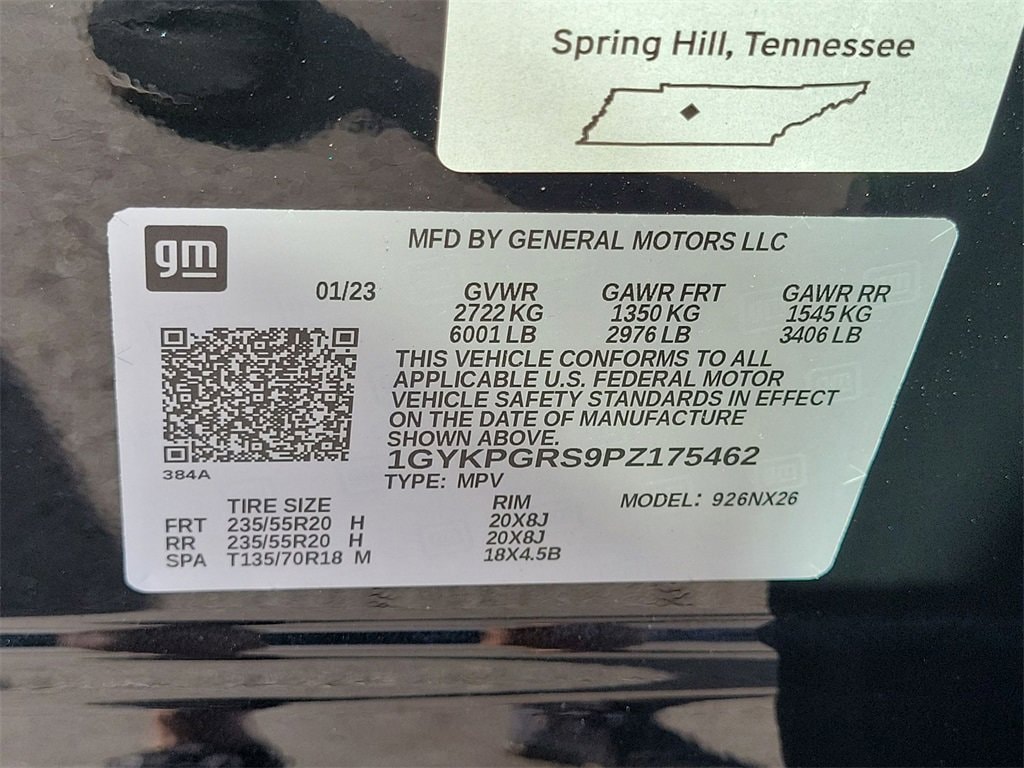 Spring Hill, Tennessee
gm
MFD BY GENERAL MOTORS LLC
01/23 GVWR GAWR FRT GAWR RR
2722 KG 1350 KG 1545 KG
6001 LB 2976 LB 3406 LB
THIS VEHICLE CONFORMS TO ALL
APPLICABLE U.S. FEDERAL MOTOR
VEHICLE SAFETY STANDARDS IN EFFECT
ON THE DATE OF MANUFACTURE
SHOWN ABOVE.
384A
1GYKPGRS9PZ175462
TYPE: MPV
TIRE SIZE RIM MODEL: 926NX26
FRT 235/55R20 H 20X8J
RR 235/55R20 H 20X8J
SPA T135/70R18 M 18X4.5B